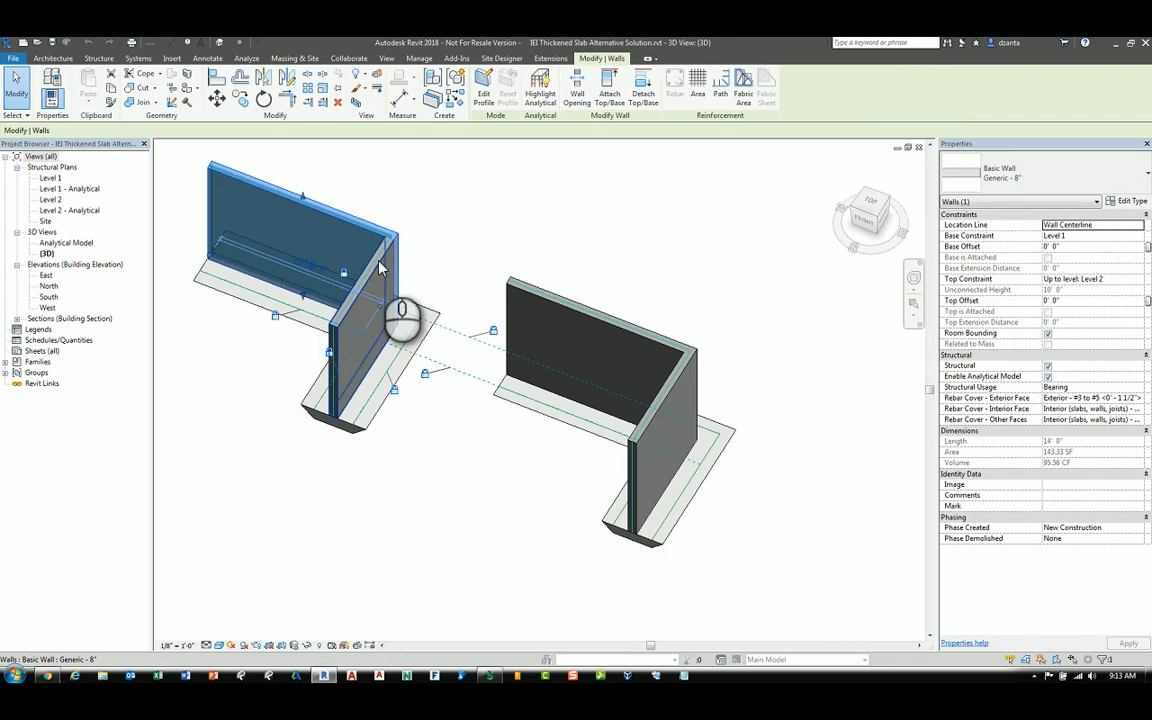 Autodesk Revit 2018 - Not For Resale Version - IEI Thickened Slab Alternative Solution.rvt - 3D View: {3D}
Type a keyword or phrase
dzanta
File Architecture Structure Systems Insert Annotate Analyze Massing & Site Collaborate View Manage Add-Ins Site Designer Extensions Modify | Walls
Modify
Properties
Paste
Cope
Cut
Join
Edit Profile
Reset Profile
Highlight Analytical
Wall Opening
Attach Top/Base
Detach Top/Base
Rebar
Area
Path
Fabric Area
Fabric Sheet
Select Properties Clipboard Geometry Modify View Measure Create Mode Analytical Modify Wall Reinforcement
Modify | Walls
Project Browser - IEI Thickened Slab Altern...
Views (all)
Structural Plans
Level 1
Level 1 - Analytical
Level 2
Level 2 - Analytical
Site
3D Views
Analytical Model
{3D}
Elevations (Building Elevation)
East
North
South
West
Sections (Building Section)
Legends
Schedules/Quantities
Sheets (all)
Families
Groups
Revit Links
TOP
FRONT
Properties
Basic Wall
Generic - 8"
Walls (1) Edit Type
Constraints
Location Line Wall Centerline
Base Constraint Level 1
Base Offset 0' 0"
Base is Attached
Base Extension Distance 0' 0"
Top Constraint Up to level: Level 2
Unconnected Height 10' 0"
Top Offset 0' 0"
Top is Attached
Top Extension Distance 0' 0"
Room Bounding
Related to Mass
Structural
Structural
Enable Analytical Model
Structural Usage Bearing
Rebar Cover - Exterior Face Exterior - #3 to #5 <0' - 1 1/2">
Rebar Cover - Interior Face Interior (slabs, walls, joists) - ...
Rebar Cover - Other Faces Interior (slabs, walls, joists) - ...
Dimensions
Length 14' 0"
Area 143.33 SF
Volume 95.56 CF
Identity Data
Image
Comments
Mark
Phasing
Phase Created New Construction
Phase Demolished None
Properties help Apply
1/8" = 1'-0"
Walls : Basic Wall : Generic - 8"
:0
Main Model
:1
9:13 AM